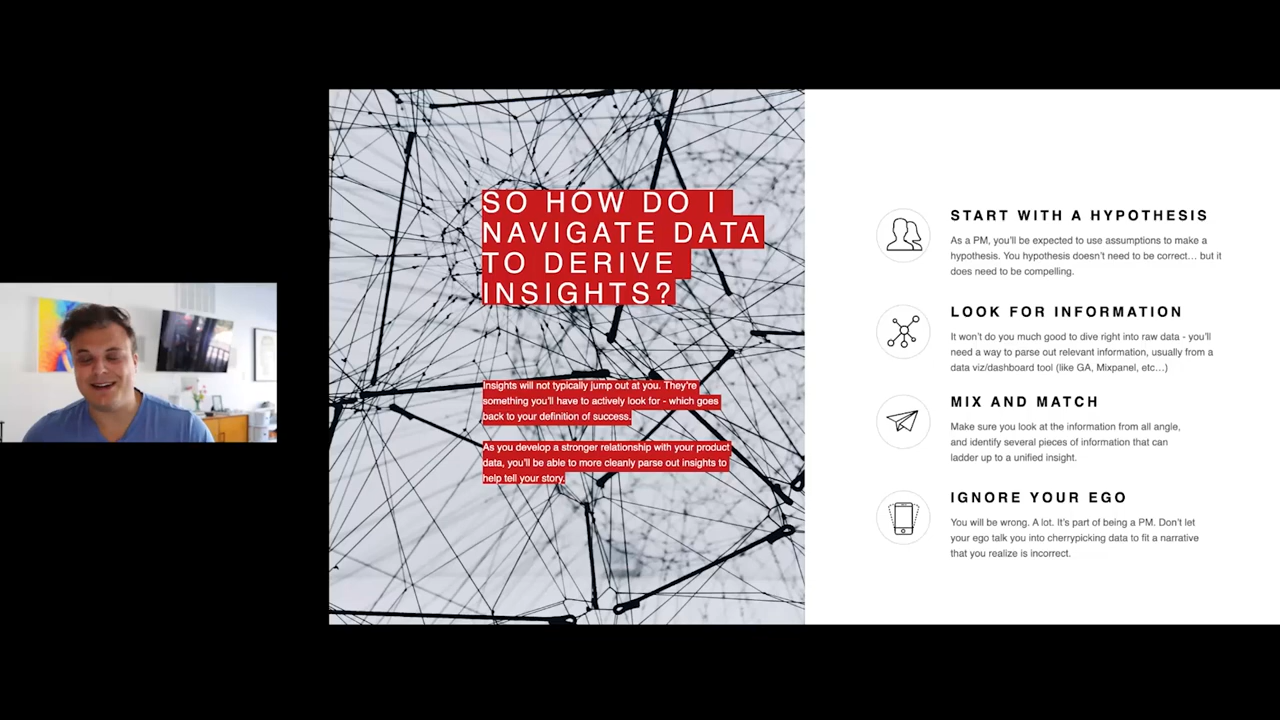 SO HOW DO I
NAVIGATE DATA
TO DERIVE
INSIGHTS?
Insights will not typically jump out at you. They're
something you'll have to actively look for - which goes
back to your definition of success.
As you develop a stronger relationship with your product
data, you'll be able to more cleanly parse out insights to
help tell your story.
START WITH A HYPOTHESIS
As a PM, you'll be expected to use assumptions to make a
hypothesis. You hypothesis doesn't need to be correct... but it
does need to be compelling.
LOOK FOR INFORMATION
It won't do you much good to dive right into raw data - you'll
need a way to parse out relevant information, usually from a
data viz/dashboard tool (like GA, Mixpanel, etc...)
MIX AND MATCH
Make sure you look at the information from all angle,
and identify several pieces of information that can
ladder up to a unified insight.
IGNORE YOUR EGO
You will be wrong. A lot. It's part of being a PM. Don't let
your ego talk you into cherrypicking data to fit a narrative
that you realize is incorrect.